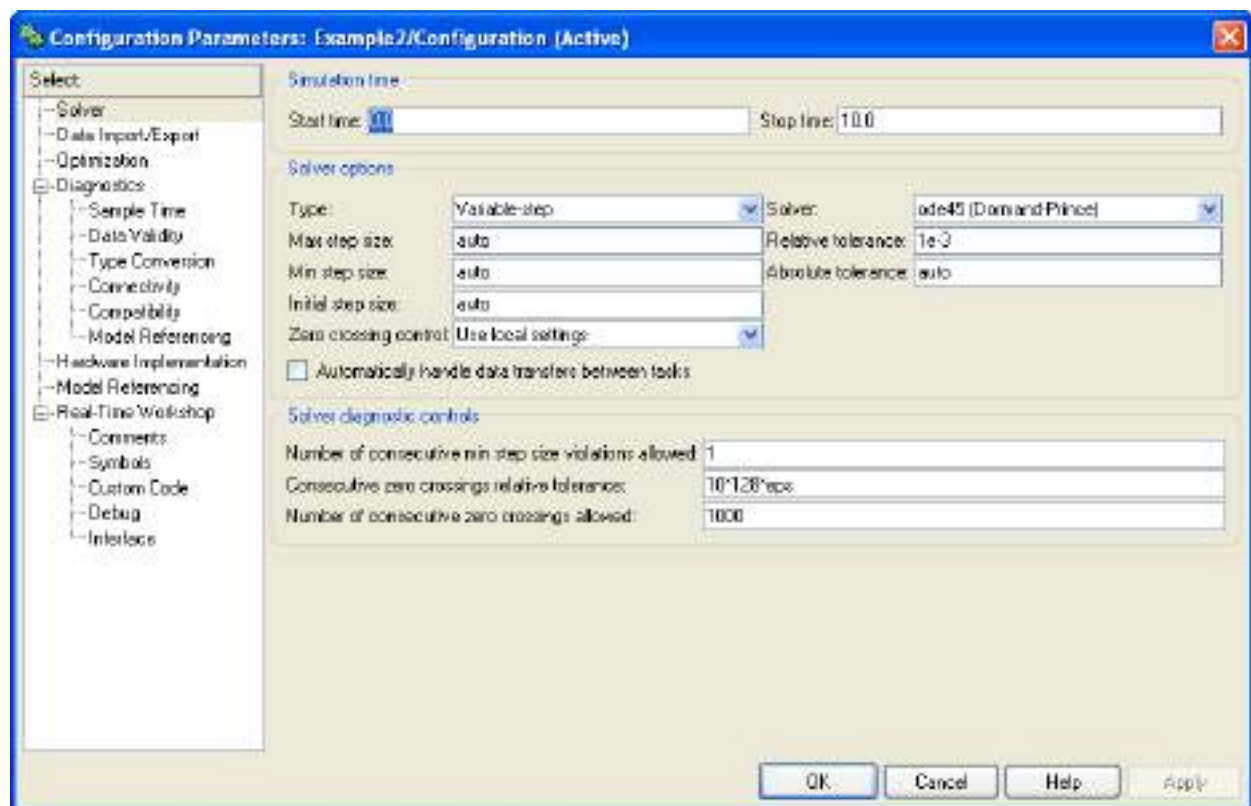 Configuration Parameters: Example2/Configuration (Active)
Select:
Solver
Data Import/Export
Optimization
Diagnostics
Sample Time
Data Validity
Type Conversion
Connectivity
Compatibility
Model Referencing
Hardware Implementation
Model Referencing
Real-Time Workshop
Comments
Symbols
Custom Code
Debug
Interface
Simulation time
Start time: 0.0 Stop time: 10.0
Solver options
Type: Variable-step Solver: ode45 (Dormand-Prince)
Max step size: auto Relative tolerance: 1e-3
Min step size: auto Absolute tolerance: auto
Initial step size: auto
Zero crossing control: Use local settings
Automatically handle data transfers between tasks
Solver diagnostic controls
Number of consecutive min step size violations allowed: 1
Consecutive zero crossings relative tolerance: 10*128*eps
Number of consecutive zero crossings allowed: 1000
OK Cancel Help Apply